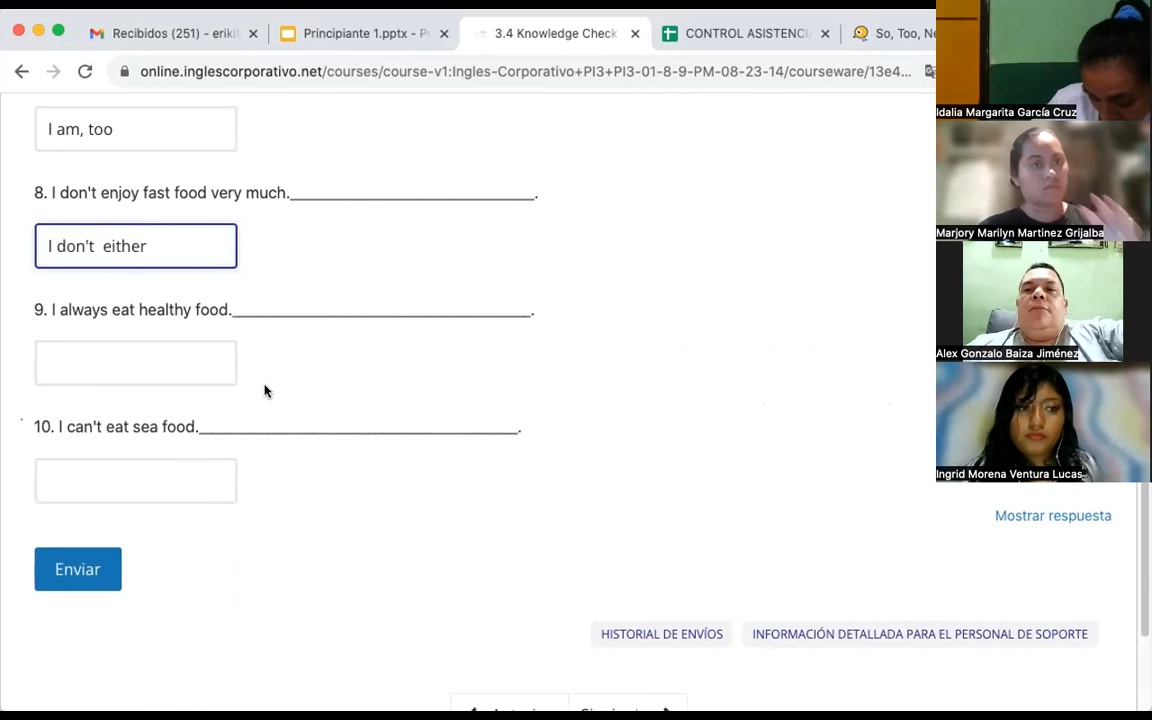 Recibidos (251) - eriki
Principiante 1.pptx - P
3.4 Knowledge Check
CONTROL ASISTENCI
So, Too, Ne
online.inglescorporativo.net/courses/course-v1:Ingles-Corporativo+PI3+PI3-01-8-9-PM-08-23-14/courseware/13e4...
I am, too
8. I don't enjoy fast food very much.____________________________.
I don't  either
9. I always eat healthy food.__________________________________.
10. I can't eat sea food.____________________________________.
Mostrar respuesta
Enviar
HISTORIAL DE ENVÍOS
INFORMACIÓN DETALLADA PARA EL PERSONAL DE SOPORTE
Idalia Margarita García Cruz
Marjory Marilyn Martinez Grijalba
Alex Gonzalo Baiza Jiménez
Ingrid Morena Ventura Lucas